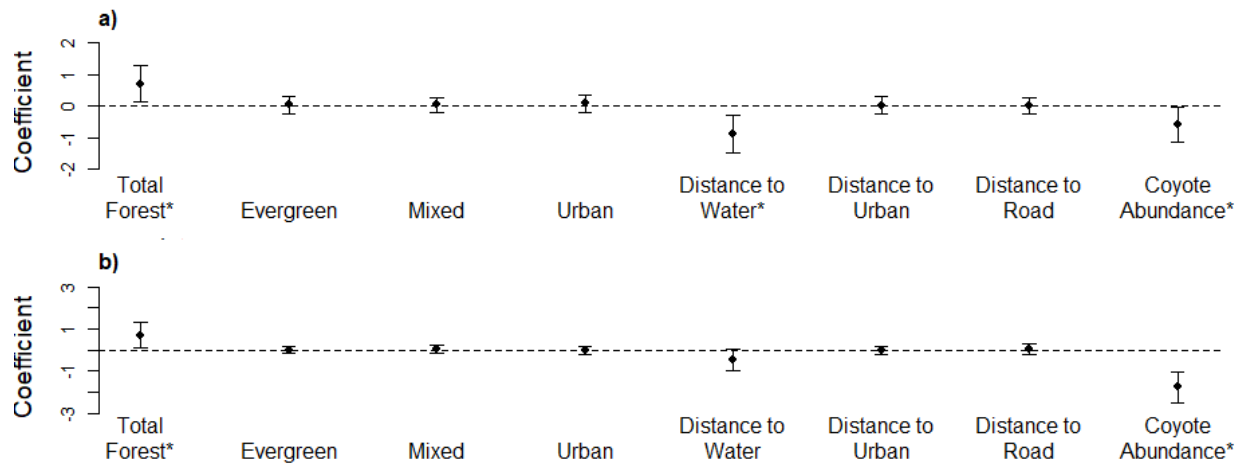 a)
Coefficient
2
1
0
-1
-2
Total Forest*
Evergreen
Mixed
Urban
Distance to Water*
Distance to Urban
Distance to Road
Coyote Abundance*
b)
Coefficient
3
1
-1
-3
Total Forest*
Evergreen
Mixed
Urban
Distance to Water
Distance to Urban
Distance to Road
Coyote Abundance*